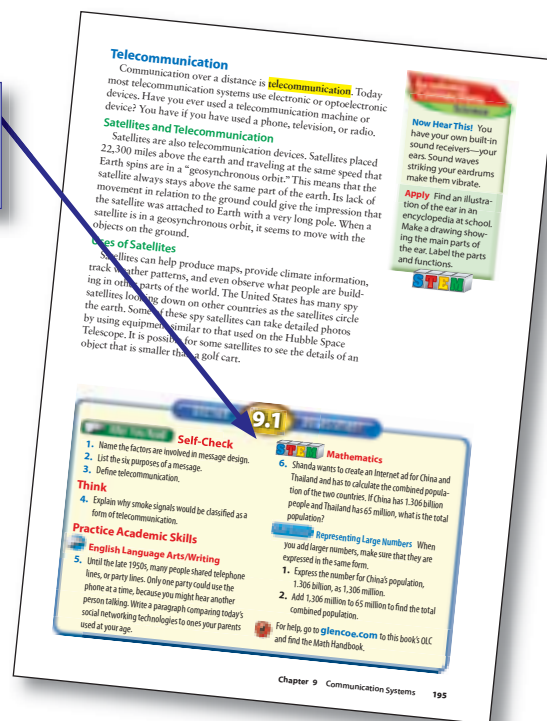 Telecommunication
Communication over a distance is telecommunication. Today
most telecommunication systems use electronic or optoelectronic
devices. Have you ever used a telecommunication machine or
device? You have if you have used a phone, television, or radio.
Satellites and Telecommunication
Satellites are also telecommunication devices. Satellites placed
22,300 miles above the earth and traveling at the same speed that
Earth spins are in a “geosynchronous orbit.” This means that the
satellite always stays above the same part of the earth. Its lack of
movement in relation to the ground could give the impression that
the satellite was attached to Earth with a very long pole. When a
satellite is in a geosynchronous orbit, it seems to move with the
objects on the ground.
Uses of Satellites
Satellites can help produce maps, provide climate information,
track weather patterns, and even observe what people are build-
ing in other parts of the world. The United States has many spy
satellites looking down on other countries as the satellites circle
the earth. Some of these spy satellites can take detailed photos
by using equipment similar to that used on the Hubble Space
Telescope. It is possible for some satellites to see the details of an
object that is smaller than a golf cart.
Science
Now Hear This! You
have your own built-in
sound receivers—your
ears. Sound waves
striking your eardrums
make them vibrate.
Apply Find an illustra-
tion of the ear in an
encyclopedia at school.
Make a drawing show-
ing the main parts of
the ear. Label the parts
and functions.
STEM
9.1
Self-Check
1. Name the factors are involved in message design.
2. List the six purposes of a message.
3. Define telecommunication.
Think
4. Explain why smoke signals would be classified as a
form of telecommunication.
Practice Academic Skills
English Language Arts/Writing
5. Until the late 1950s, many people shared telephone
lines, or party lines. Only one party could use the
phone at a time, because you might hear another
person talking. Write a paragraph comparing today’s
social networking technologies to ones your parents
used at your age.
STEM Mathematics
6. Shanda wants to create an Internet ad for China and
Thailand and has to calculate the combined popula-
tion of the two countries. If China has 1.306 billion
people and Thailand has 65 million, what is the total
population?
Representing Large Numbers When
you add larger numbers, make sure that they are
expressed in the same form.
1. Express the number for China’s population,
1.306 billion, as 1,306 million.
2. Add 1,306 million to 65 million to find the total
combined population.
For help, go to glencoe.com to this book’s OLC
and find the Math Handbook.
Chapter 9 Communication Systems 195